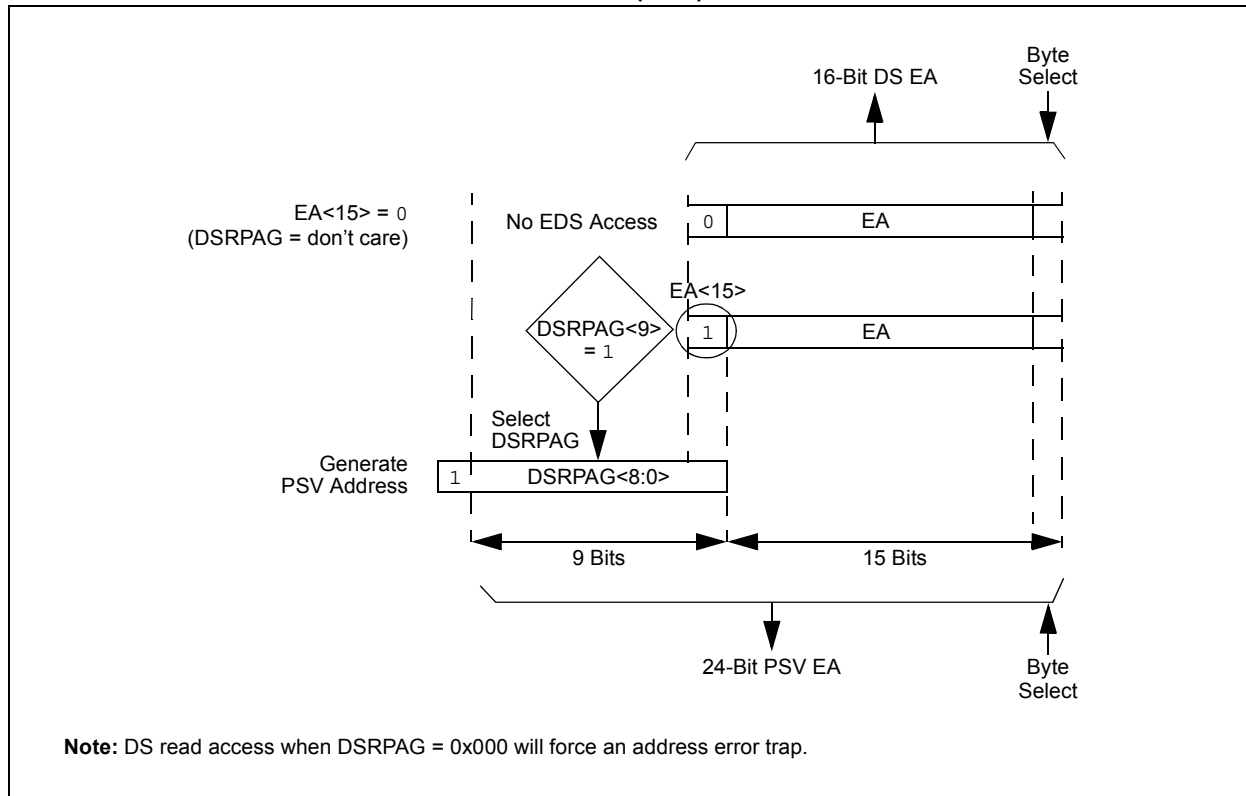 16-Bit DS EA
Byte
Select
EA<15> = 0
(DSRPAG = don't care)
No EDS Access
0
EA
EA<15>
DSRPAG<9>
= 1
1
EA
Select
DSRPAG
Generate
PSV Address
1
DSRPAG<8:0>
9 Bits
15 Bits
24-Bit PSV EA
Byte
Select
Note: DS read access when DSRPAG = 0x000 will force an address error trap.